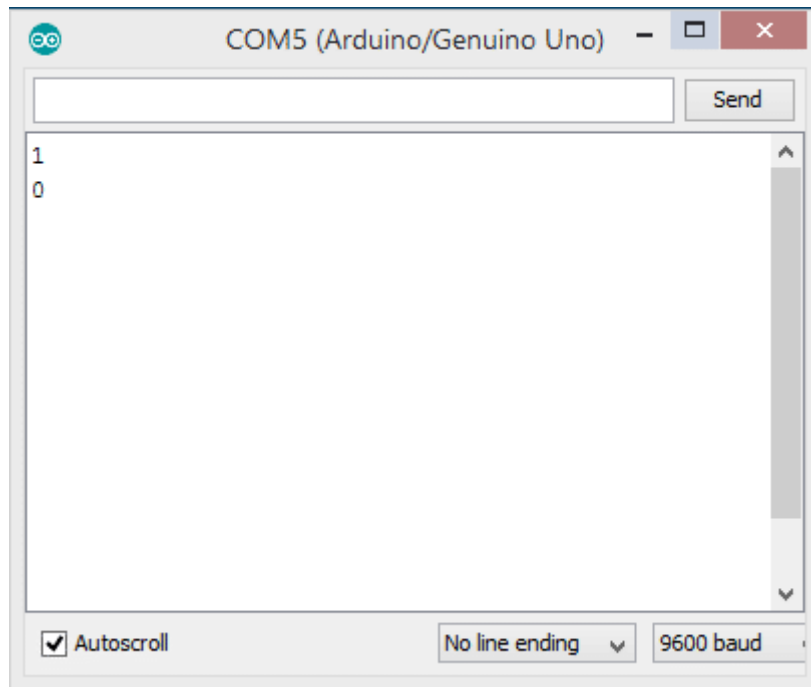 COM5 (Arduino/Genuino Uno)
Send
1
0
Autoscroll
No line ending
9600 baud